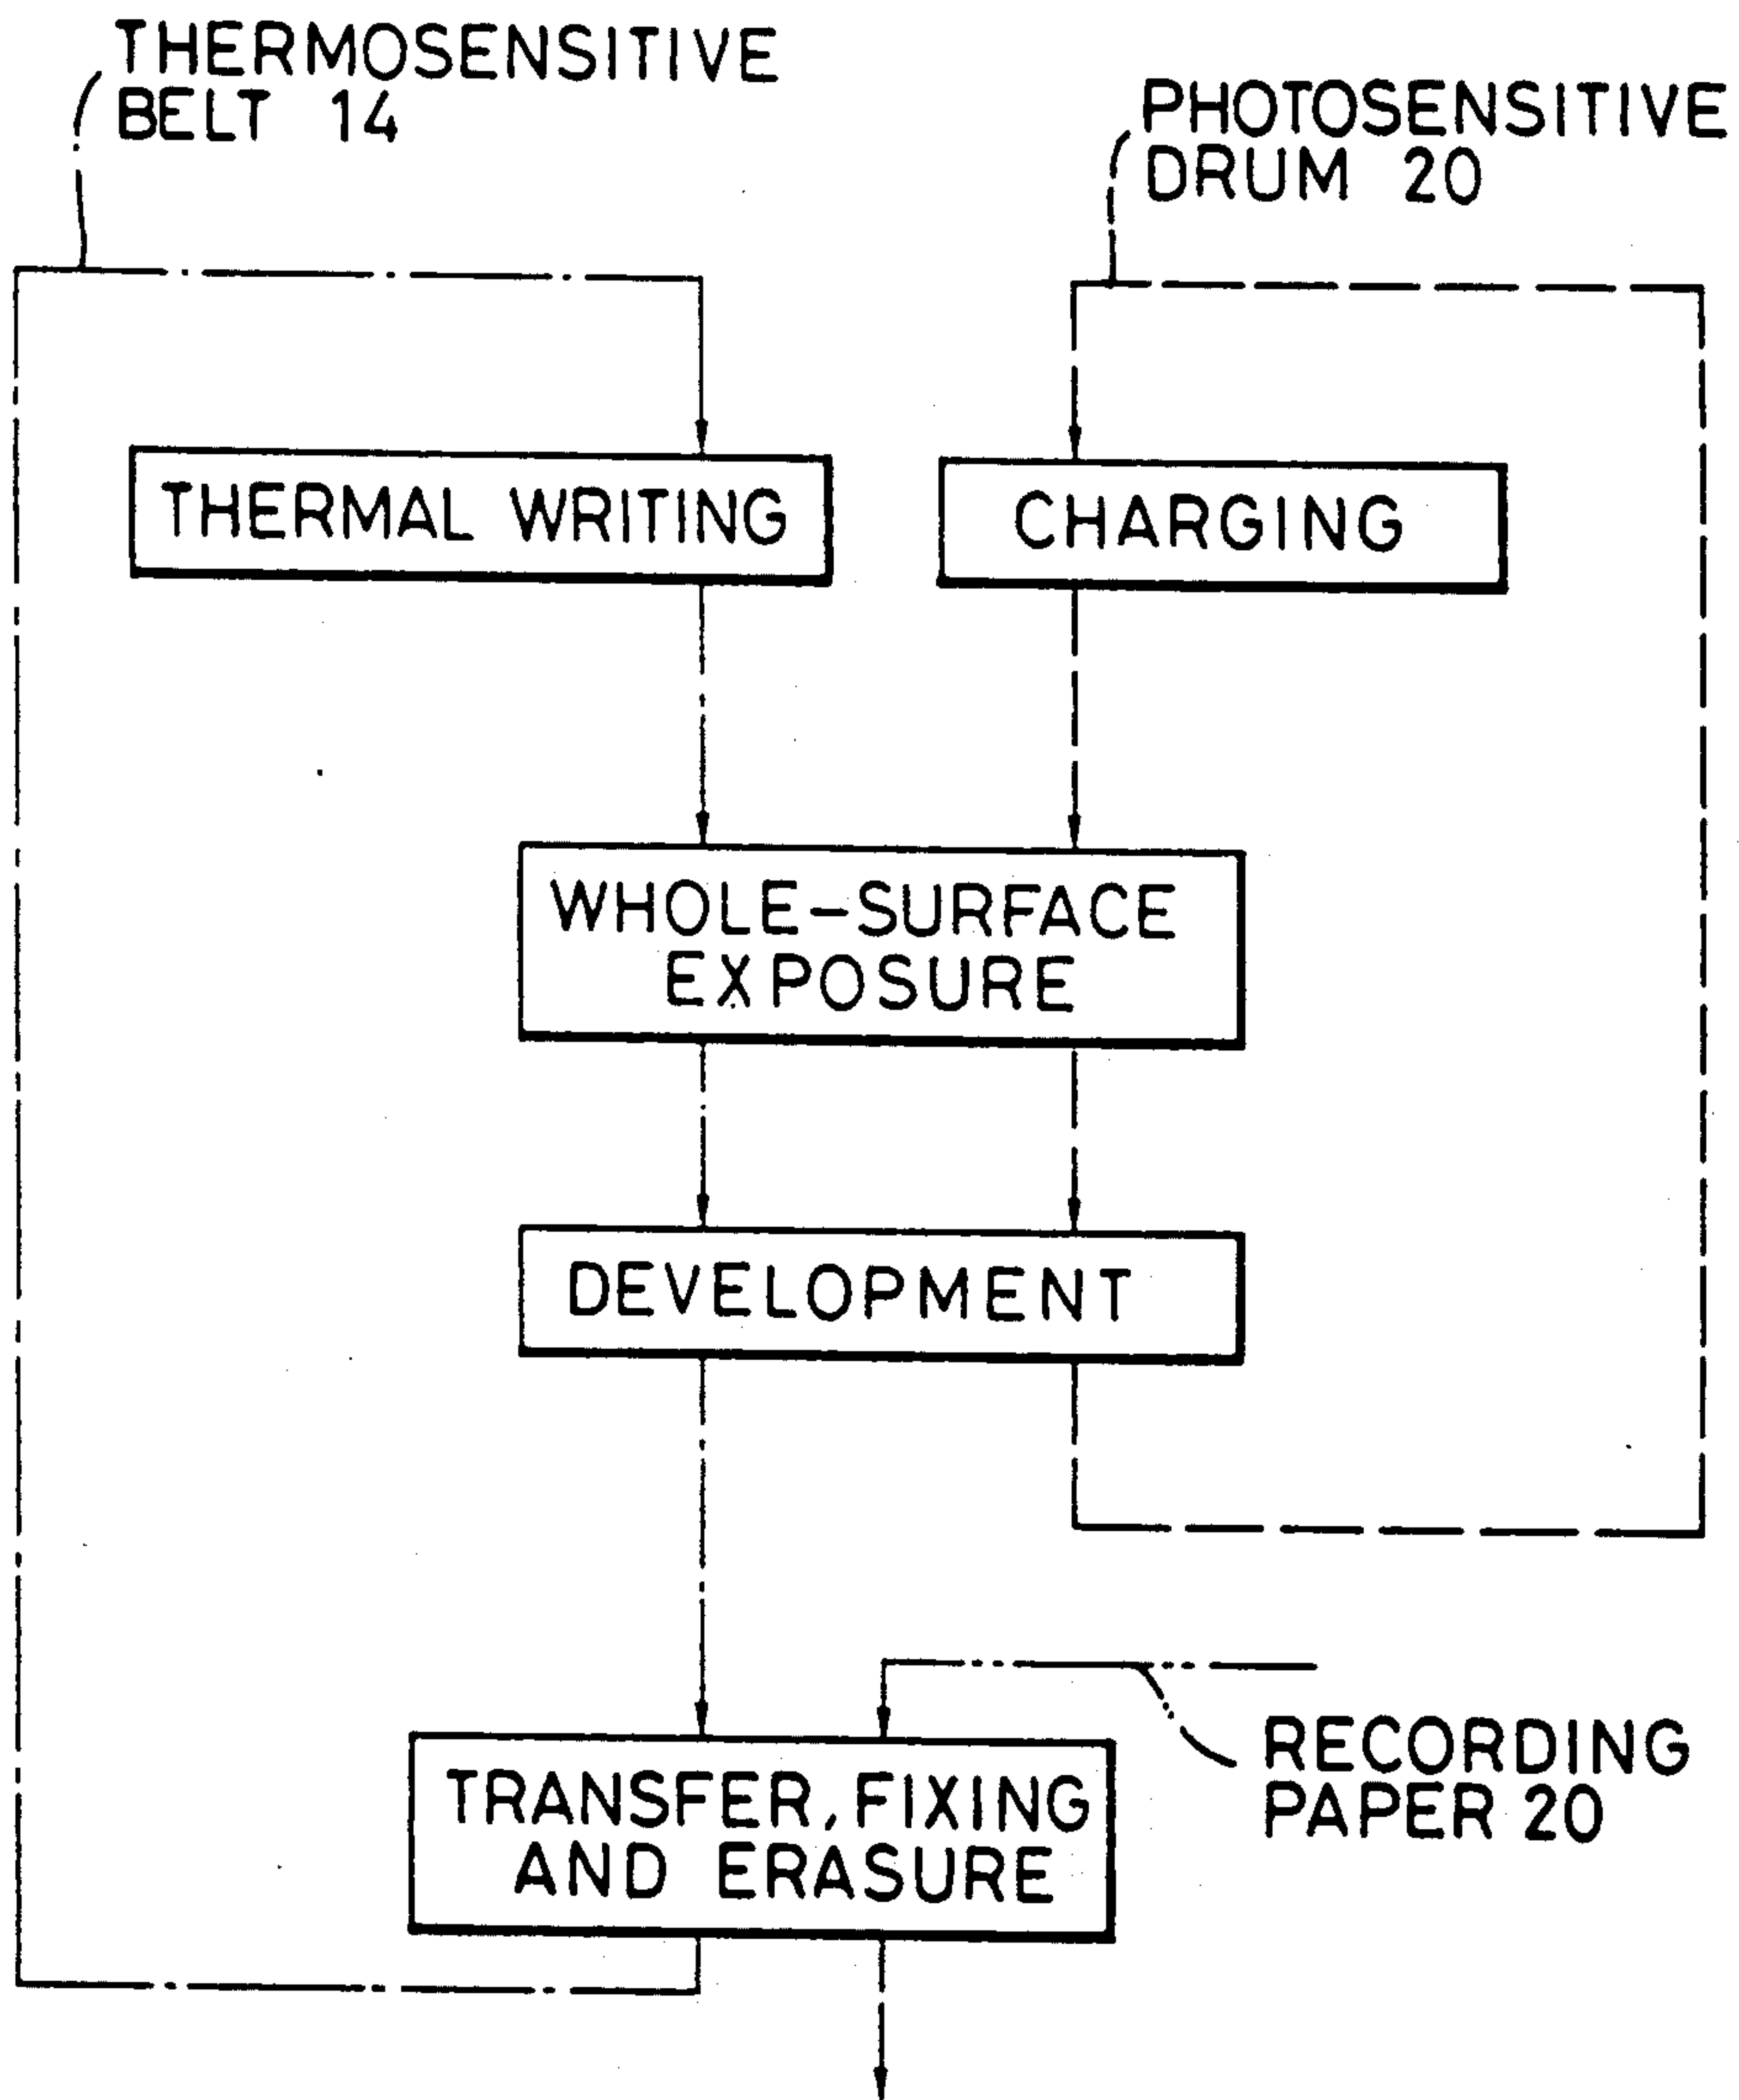 THERMOSENSITIVE
BELT 14
PHOTOSENSITIVE
DRUM 20
THERMAL WRITING
CHARGING
WHOLE-SURFACE
EXPOSURE
DEVELOPMENT
RECORDING
PAPER 20
TRANSFER, FIXING
AND ERASURE